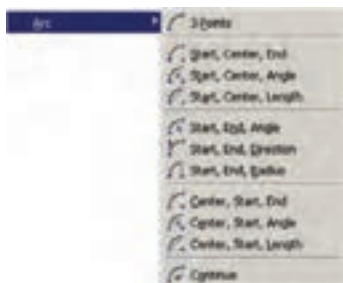 Arc
3 Points
Start, Center, End
Start, Center, Angle
Start, Center, Length
Start, End, Angle
Start, End, Direction
Start, End, Radius
Center, Start, End
Center, Start, Angle
Center, Start, Length
Continue